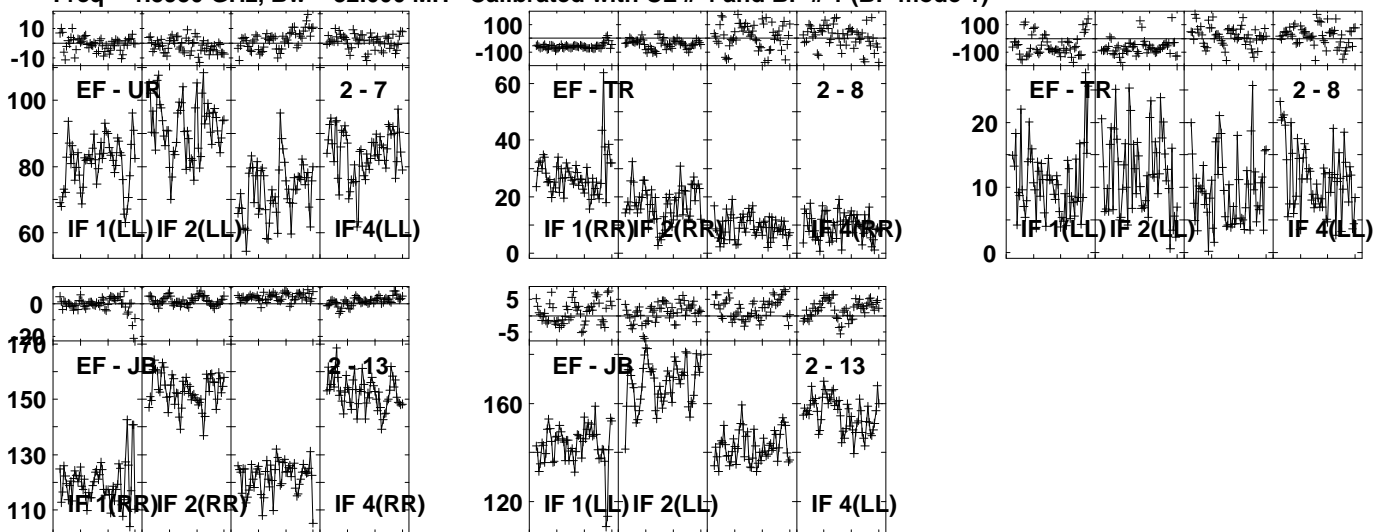 10
-10
EF - UR
2 - 7
100
80
60
IF 1(LL) IF 2(LL) IF 4(LL)
100
-100
EF - TR
2 - 8
60
40
20
0
IF 1(RR) IF 2(RR) IF 4(RR)
100
-100
EF - TR
2 - 8
20
10
0
IF 1(LL) IF 2(LL) IF 4(LL)
0
-20
170
EF - JB
2 - 13
150
130
110
IF 1(RR) IF 2(RR) IF 4(RR)
5
-5
EF - JB
2 - 13
160
120
IF 1(LL) IF 2(LL) IF 4(LL)